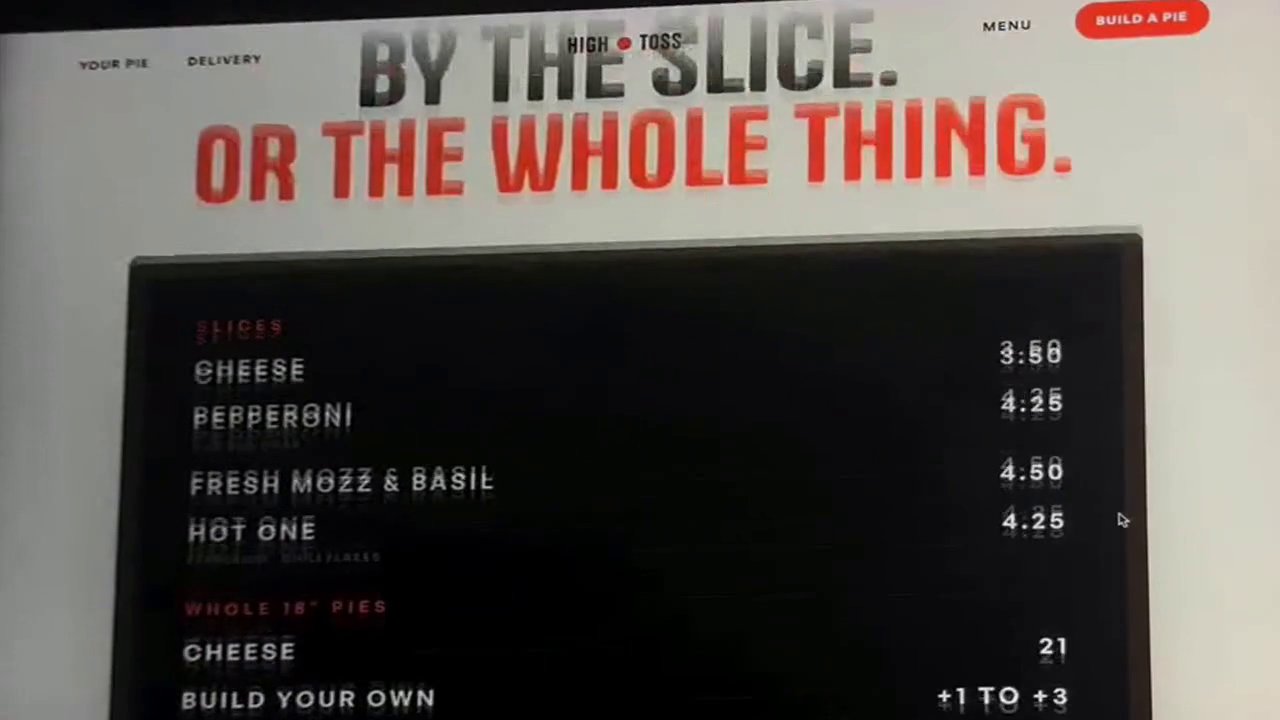 YOUR PIE
DELIVERY
HIGH TOSS
MENU
BUILD A PIE
BY THE SLICE.
OR THE WHOLE THING.
SLICES
CHEESE 3.50
PEPPERONI 4.25
FRESH MOZZ & BASIL 4.50
HOT ONE 4.25
WHOLE 18" PIES
CHEESE 21
BUILD YOUR OWN +1 TO +3